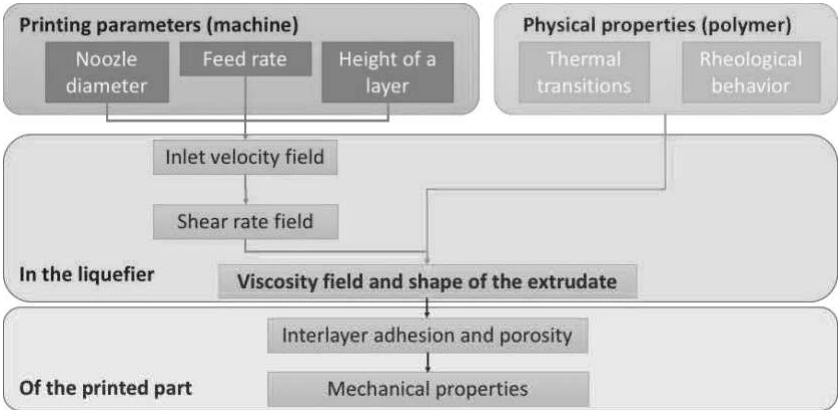 Printing parameters (machine)
Noozle
diameter
Feed rate
Height of a
layer
Physical properties (polymer)
Thermal
transitions
Rheological
behavior
Inlet velocity field
Shear rate field
In the liquefier
Viscosity field and shape of the extrudate
Interlayer adhesion and porosity
Of the printed part
Mechanical properties